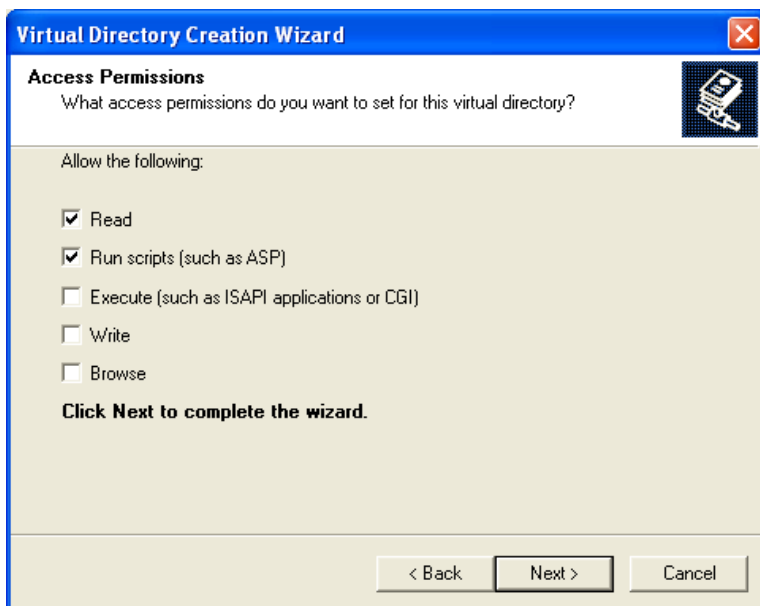 Virtual Directory Creation Wizard
Access Permissions
What access permissions do you want to set for this virtual directory?
Allow the following:
Read
Run scripts (such as ASP)
Execute (such as ISAPI applications or CGI)
Write
Browse
Click Next to complete the wizard.
< Back Next > Cancel